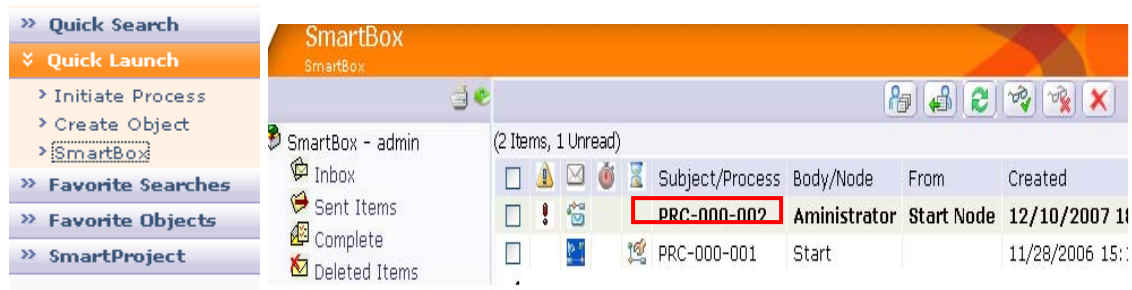 Quick Search
Quick Launch
Initiate Process
Create Object
SmartBox
Favorite Searches
Favorite Objects
SmartProject
SmartBox
SmartBox
SmartBox - admin
Inbox
Sent Items
Complete
Deleted Items
(2 Items, 1 Unread)
Subject/Process Body/Node From Created
PRC-000-002 Aministrator Start Node 12/10/2007
PRC-000-001 Start 11/28/2006 15: